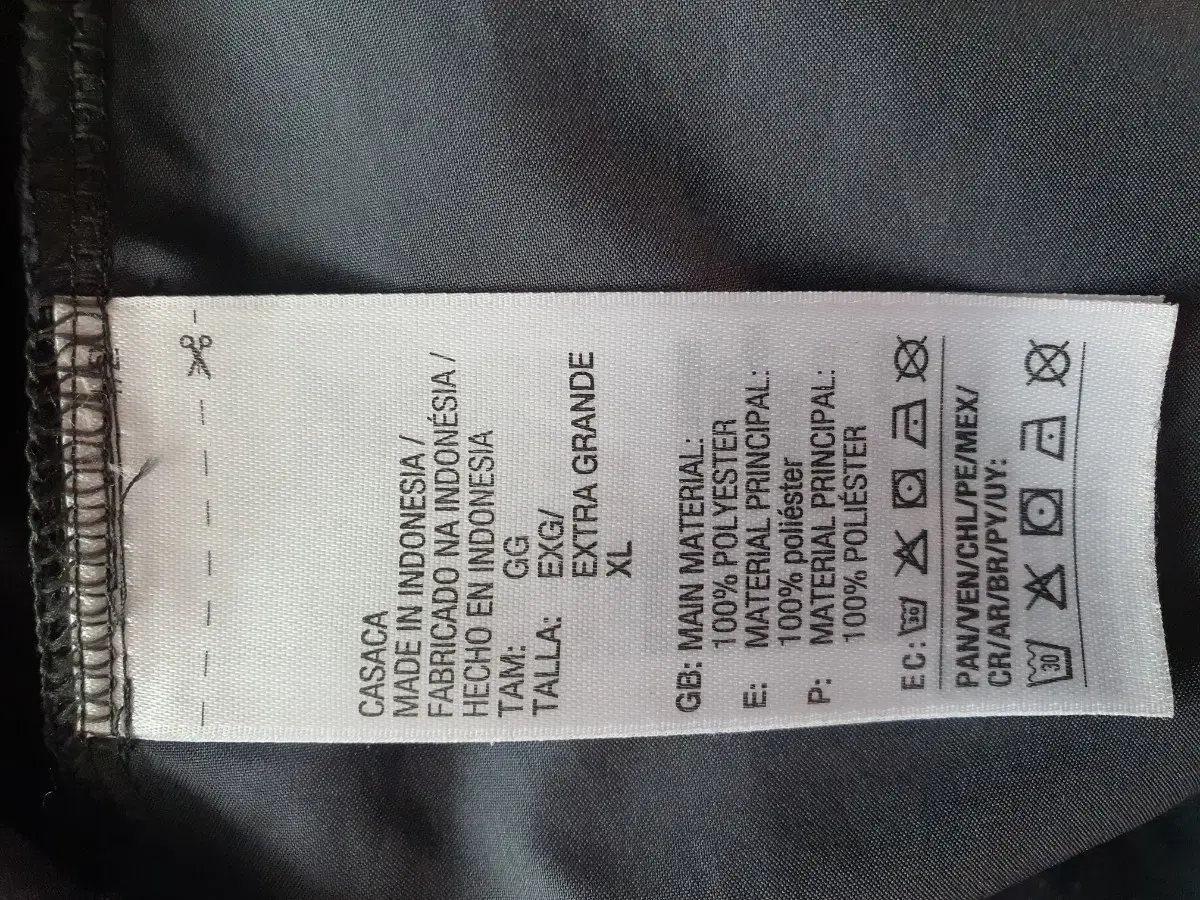 CASACA
MADE IN INDONESIA /
FABRICADO NA INDONÉSIA /
HECHO EN INDONESIA
TAM: GG
TALLA: EXG/
EXTRA GRANDE
XL
GB: MAIN MATERIAL:
100% POLYESTER
E: MATERIAL PRINCIPAL:
100% poliéster
P: MATERIAL PRINCIPAL:
100% POLIÉSTER
EC: 30
PAN/VEN/CHL/PE/MEX/
CR/AR/BR/PY/UY:
30